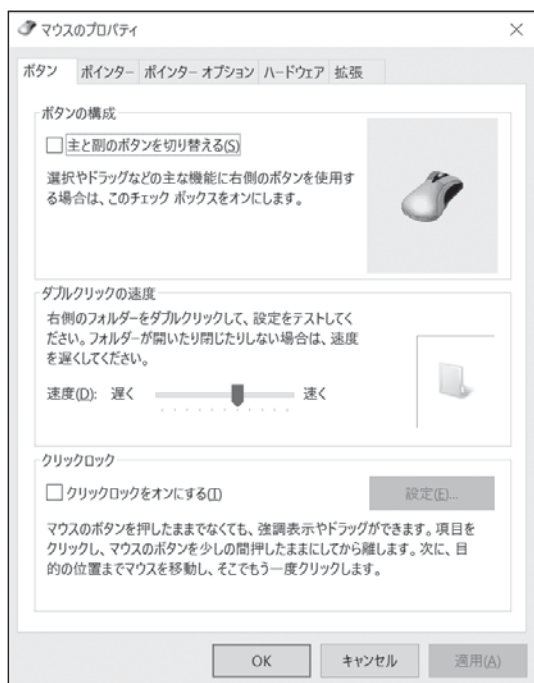 マウスのプロパティ
ボタン ポインター ポインター オプション ハードウェア 拡張
ボタンの構成
主と副のボタンを切り替える(S)
選択やドラッグなどの主な機能に右側のボタンを使用す
る場合は、このチェック ボックスをオンにします。
ダブルクリックの速度
右側のフォルダーをダブルクリックして、設定をテストしてく
ださい。フォルダーが開いたり閉じたりしない場合は、速度
を遅くしてください。
速度(D): 遅く 速く
クリックロック
クリックロックをオンにする(T)
設定(E)...
マウスのボタンを押したままでなくても、強調表示やドラッグができます。項目を
クリックし、マウスのボタンを少しの間押したままにしてから離します。次に、目
的の位置までマウスを移動し、そこでもう一度クリックします。
OK キャンセル 適用(A)